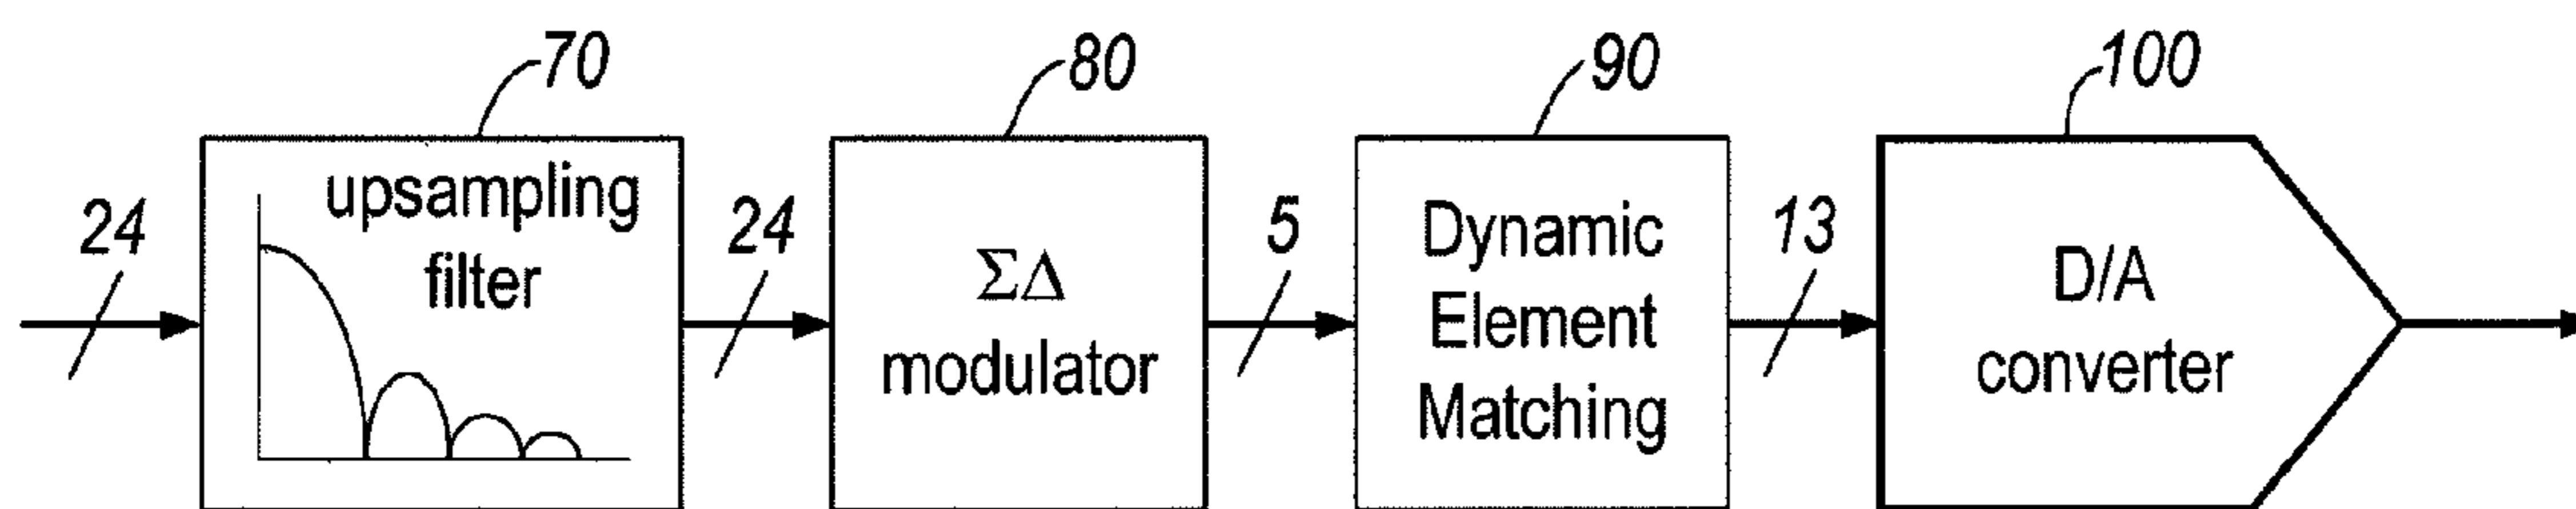 70
80
90
100
24
upsampling
filter
24
ΣΔ
modulator
5
Dynamic
Element
Matching
13
D/A
converter